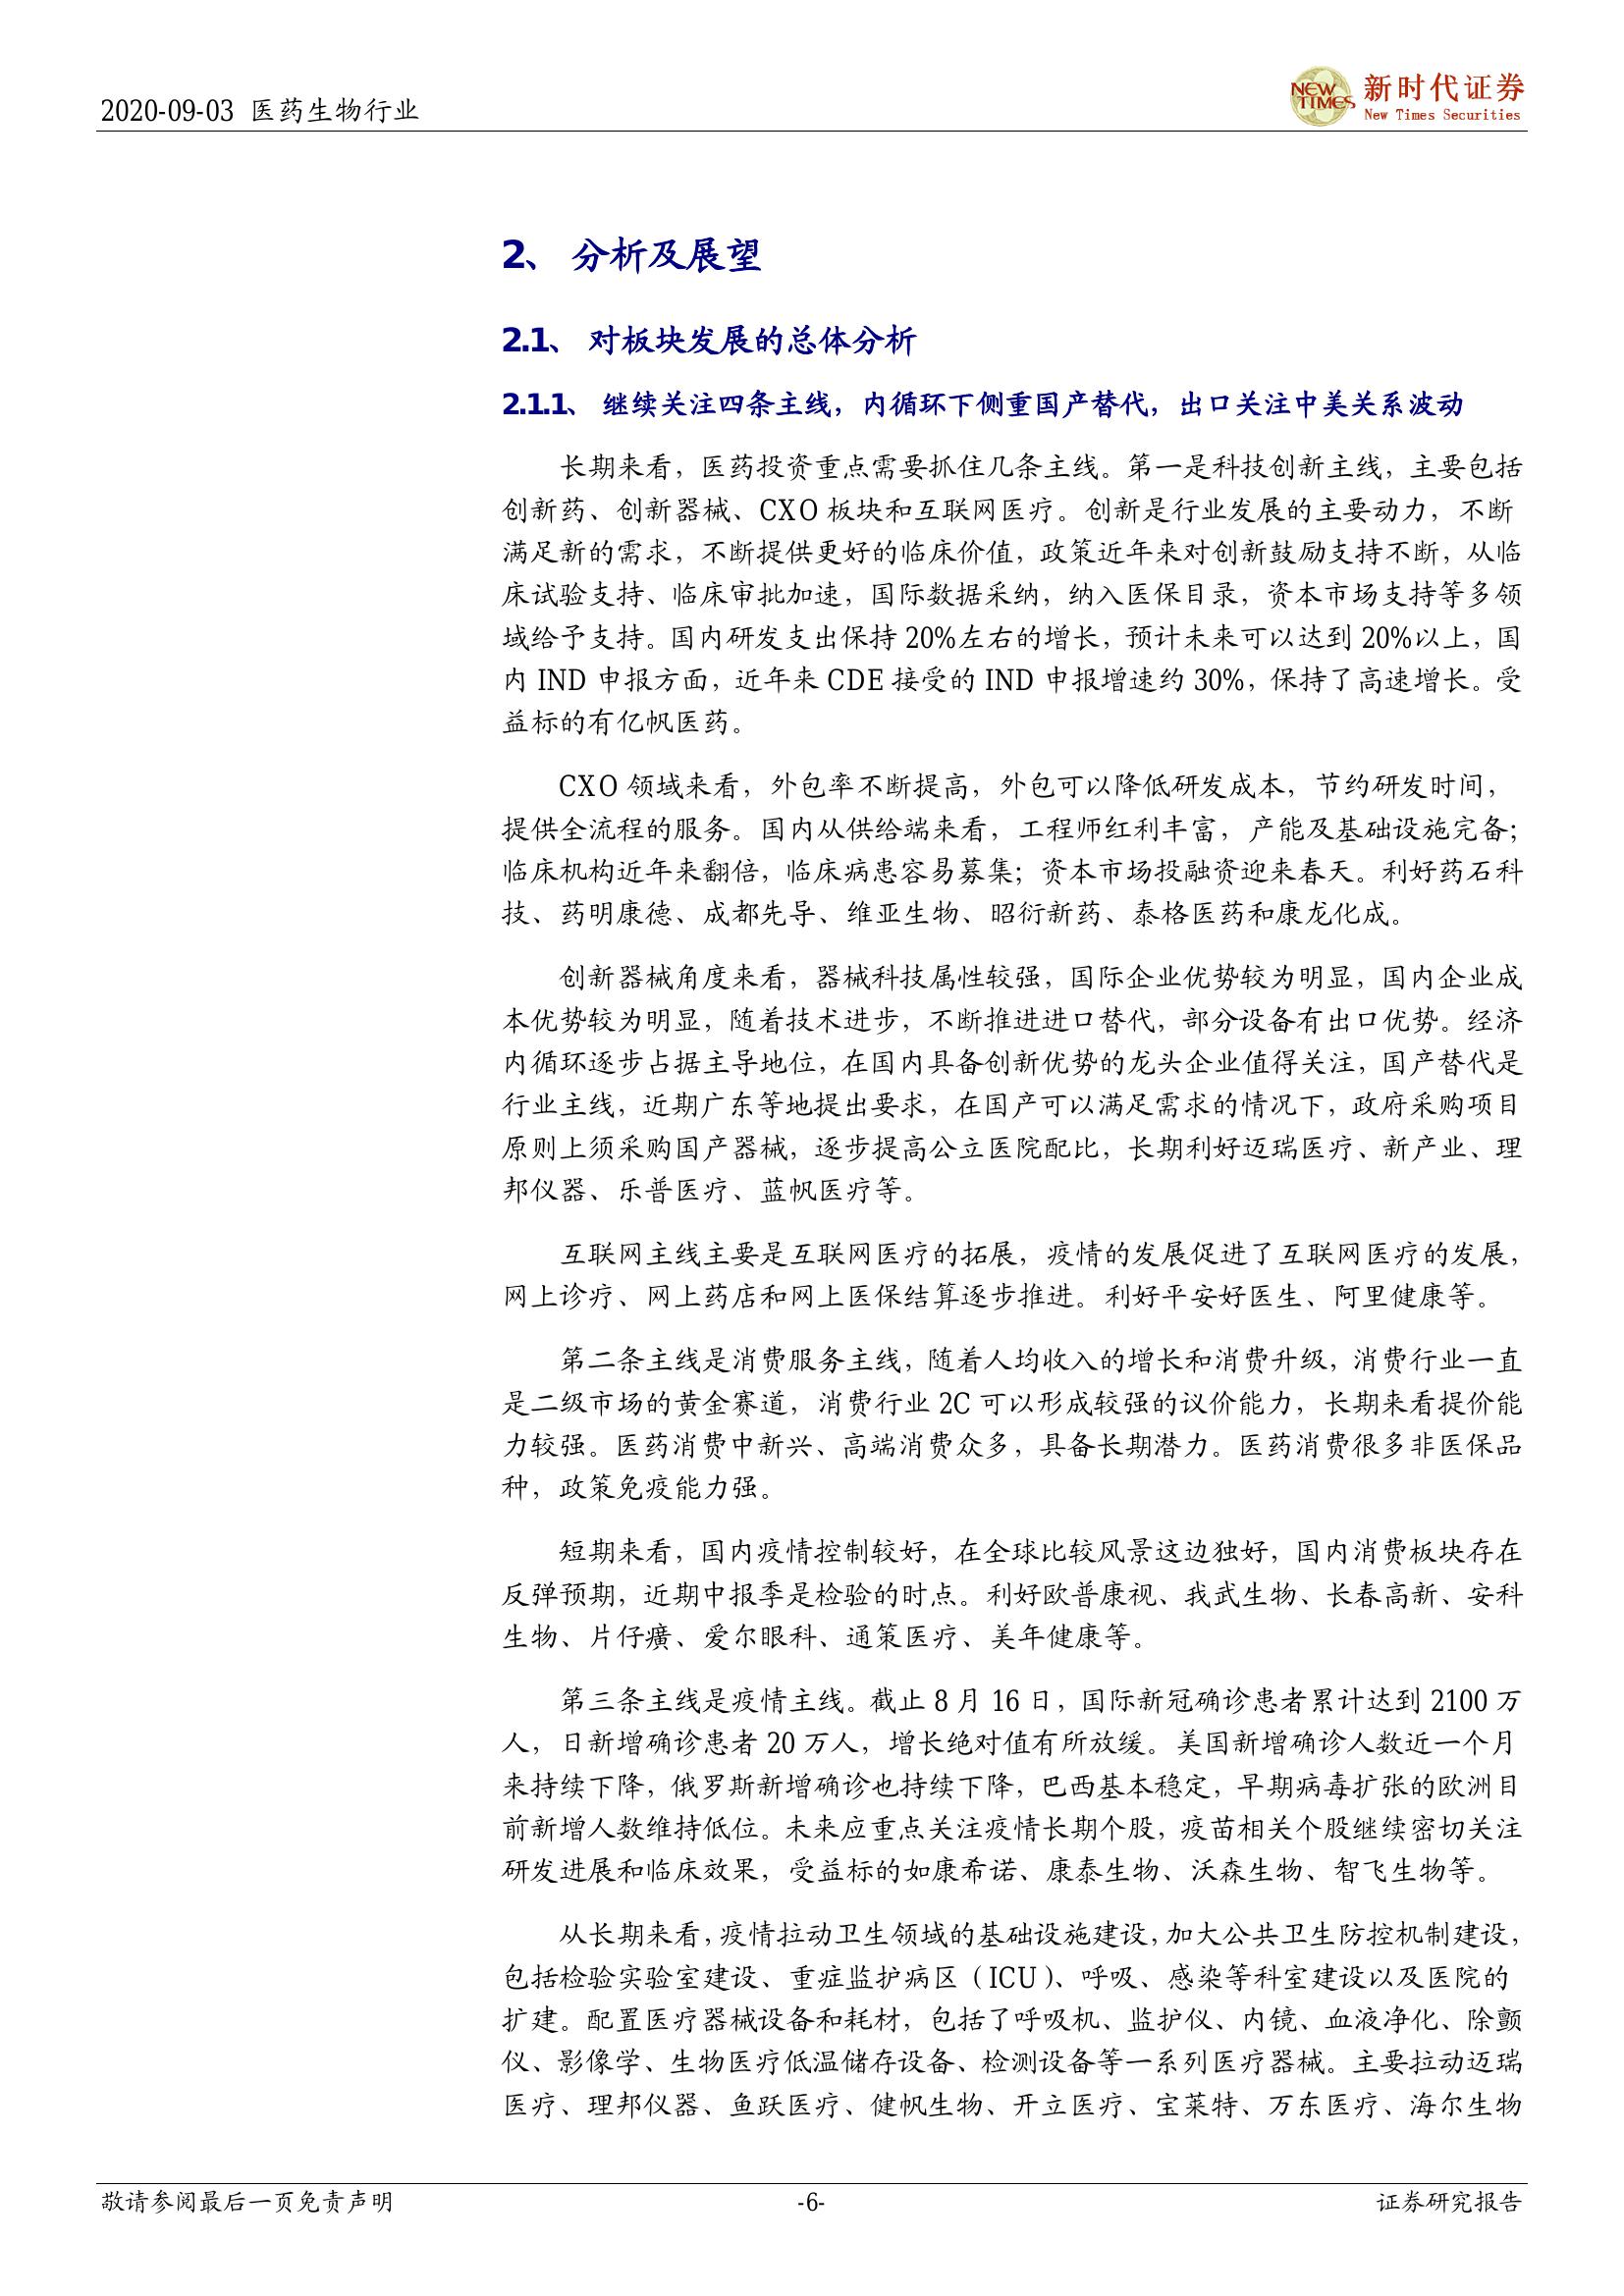 2020-09-03 医药生物行业
NEW TIMES
新时代证券
New Times Securities
2、 分析及展望
2.1、 对板块发展的总体分析
2.1.1、 继续关注四条主线，内循环下侧重国产替代，出口关注中美关系波动
长期来看，医药投资重点需要抓住几条主线。第一是科技创新主线，主要包括
创新药、创新器械、CXO 板块和互联网医疗。创新是行业发展的主要动力，不断
满足新的需求，不断提供更好的临床价值，政策近年来对创新鼓励支持不断，从临
床试验支持、临床审批加速，国际数据采纳，纳入医保目录，资本市场支持等多领
域给予支持。国内研发支出保持 20%左右的增长，预计未来可以达到 20%以上，国
内 IND 申报方面，近年来 CDE 接受的 IND 申报增速约 30%，保持了高速增长。受
益标的有亿帆医药。
CXO 领域来看，外包率不断提高，外包可以降低研发成本，节约研发时间，
提供全流程的服务。国内从供给端来看，工程师红利丰富，产能及基础设施完备；
临床机构近年来翻倍，临床病患容易募集；资本市场投融资迎来春天。利好药石科
技、药明康德、成都先导、维亚生物、昭衍新药、泰格医药和康龙化成。
创新器械角度来看，器械科技属性较强，国际企业优势较为明显，国内企业成
本优势较为明显，随着技术进步，不断推进进口替代，部分设备有出口优势。经济
内循环逐步占据主导地位，在国内具备创新优势的龙头企业值得关注，国产替代是
行业主线，近期广东等地提出要求，在国产可以满足需求的情况下，政府采购项目
原则上须采购国产器械，逐步提高公立医院配比，长期利好迈瑞医疗、新产业、理
邦仪器、乐普医疗、蓝帆医疗等。
互联网主线主要是互联网医疗的拓展，疫情的发展促进了互联网医疗的发展，
网上诊疗、网上药店和网上医保结算逐步推进。利好平安好医生、阿里健康等。
第二条主线是消费服务主线，随着人均收入的增长和消费升级，消费行业一直
是二级市场的黄金赛道，消费行业 2C 可以形成较强的议价能力，长期来看提价能
力较强。医药消费中新兴、高端消费众多，具备长期潜力。医药消费很多非医保品
种，政策免疫能力强。
短期来看，国内疫情控制较好，在全球比较风景这边独好，国内消费板块存在
反弹预期，近期中报季是检验的时点。利好欧普康视、我武生物、长春高新、安科
生物、片仔癀、爱尔眼科、通策医疗、美年健康等。
第三条主线是疫情主线。截止 8 月 16 日，国际新冠确诊患者累计达到 2100 万
人，日新增确诊患者 20 万人，增长绝对值有所放缓。美国新增确诊人数近一个月
来持续下降，俄罗斯新增确诊也持续下降，巴西基本稳定，早期病毒扩张的欧洲目
前新增人数维持低位。未来应重点关注疫情长期个股，疫苗相关个股继续密切关注
研发进展和临床效果，受益标的如康希诺、康泰生物、沃森生物、智飞生物等。
从长期来看，疫情拉动卫生领域的基础设施建设，加大公共卫生防控机制建设，
包括检验实验室建设、重症监护病区（ICU）、呼吸、感染等科室建设以及医院的
扩建。配置医疗器械设备和耗材，包括了呼吸机、监护仪、内镜、血液净化、除颤
仪、影像学、生物医疗低温储存设备、检测设备等一系列医疗器械。主要拉动迈瑞
医疗、理邦仪器、鱼跃医疗、健帆生物、开立医疗、宝莱特、万东医疗、海尔生物
敬请参阅最后一页免责声明
-6-
证券研究报告